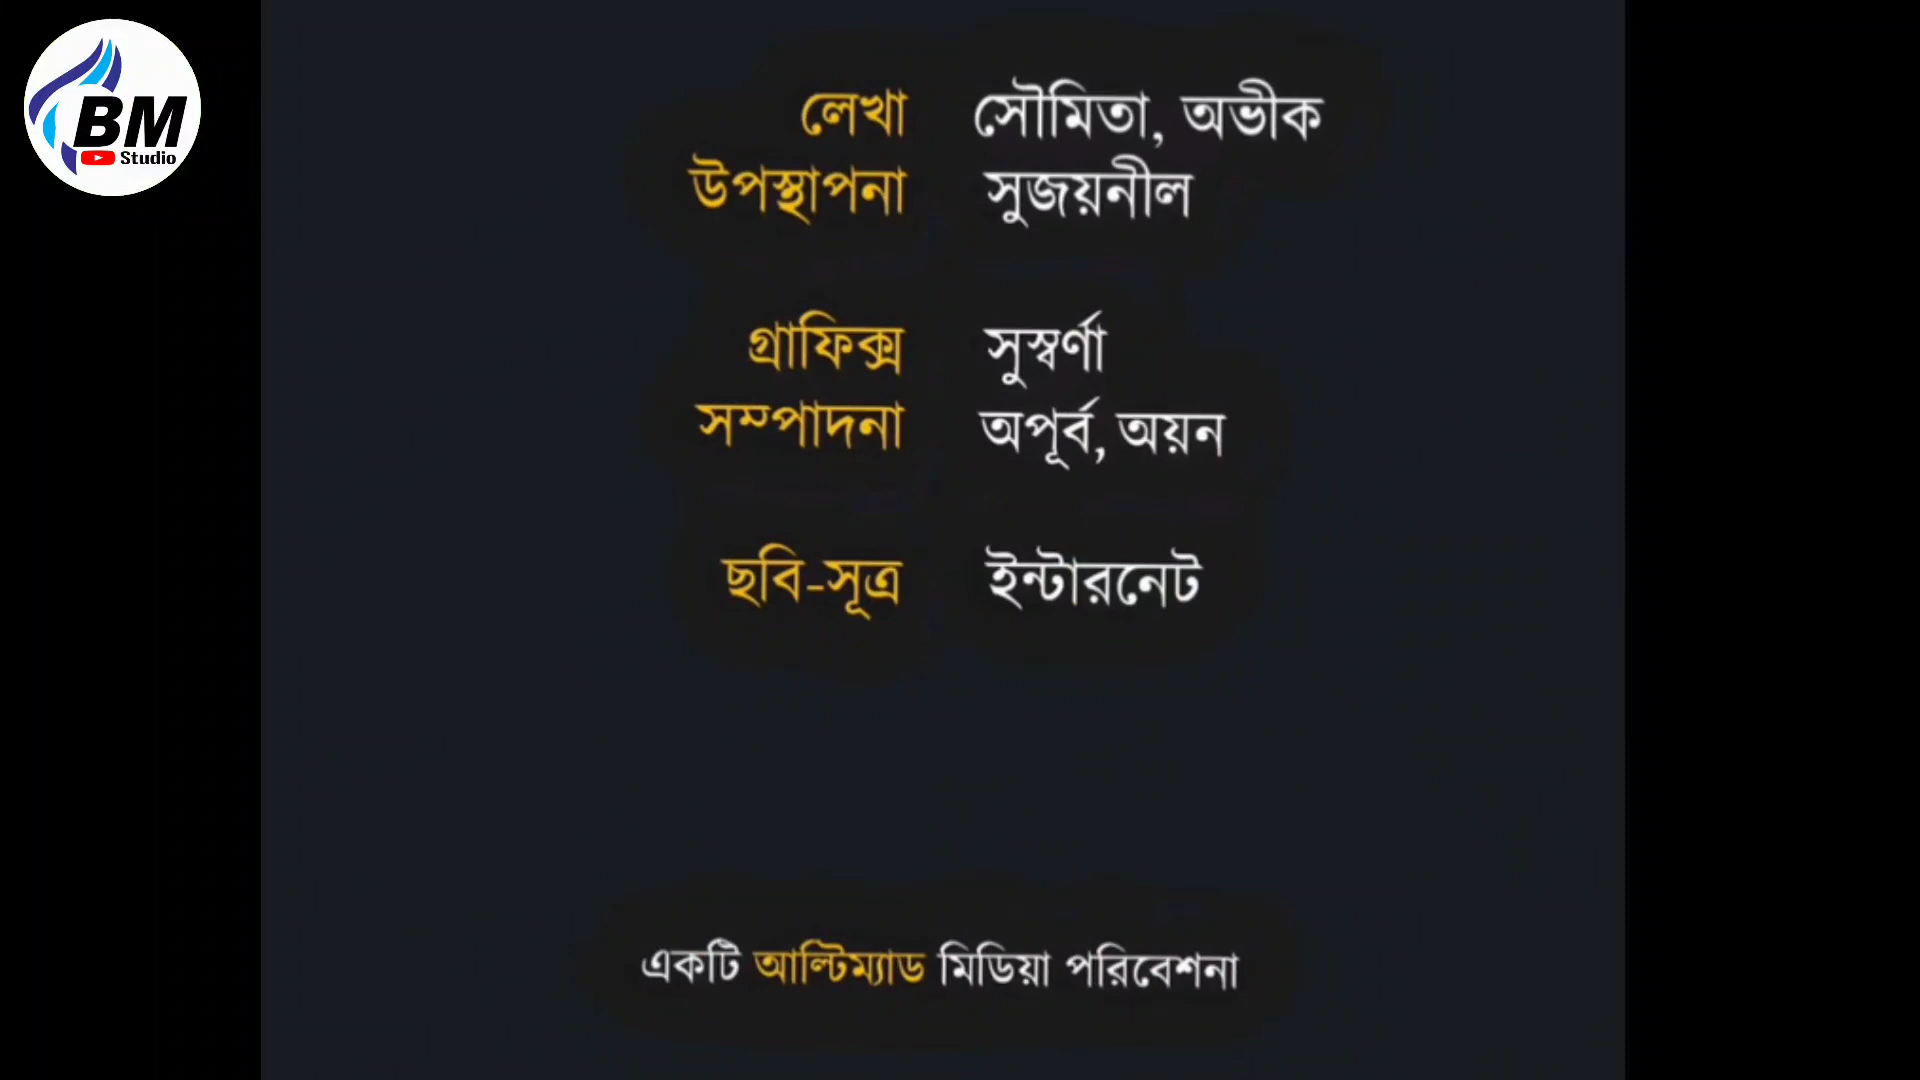 BM
Studio
লেখা সৌমিতা, অভীক
উপস্থাপনা সুজয়নীল
গ্রাফিক্স সুস্বর্ণা
সম্পাদনা অপূর্ব, অয়ন
ছবি-সূত্র ইন্টারনেট
একটি আল্টিম্যাড মিডিয়া পরিবেশনা